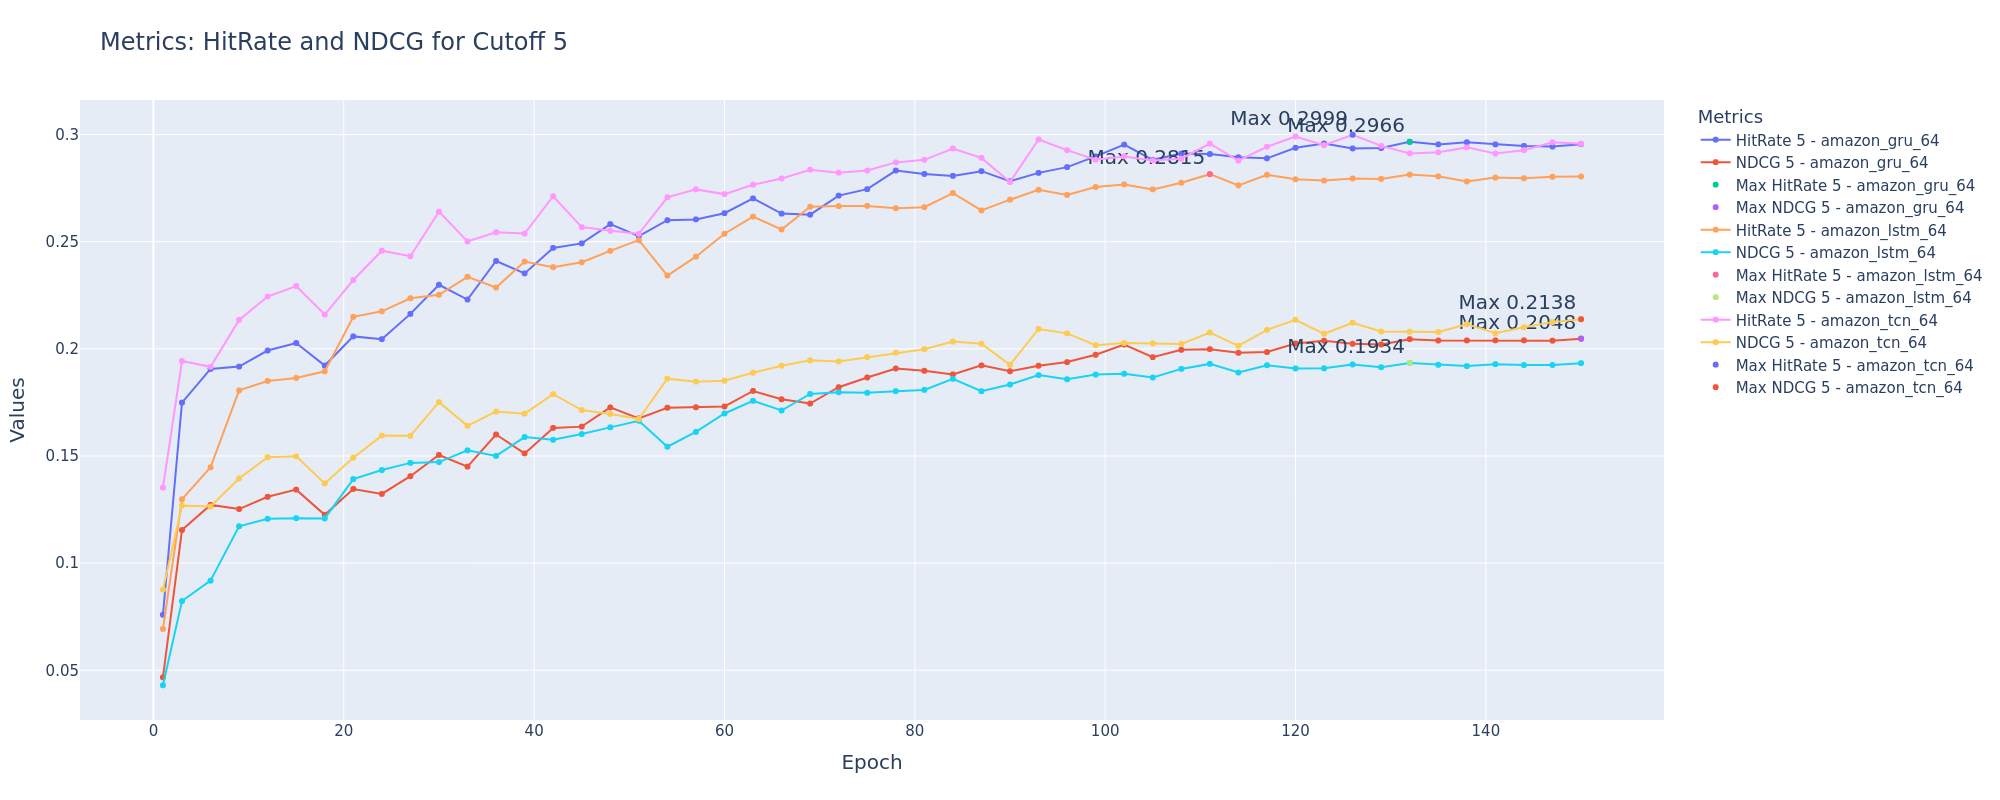 Metrics: HitRate and NDCG for Cutoff 5
Max 0.2999
Max 0.2966
Max 0.2815
Max 0.2138
Max 0.2048
Max 0.1934
0.3
0.25
0.2
0.15
0.1
0.05
Values
0 20 40 60 80 100 120 140
Epoch
Metrics
HitRate 5 - amazon_gru_64
NDCG 5 - amazon_gru_64
Max HitRate 5 - amazon_gru_64
Max NDCG 5 - amazon_gru_64
HitRate 5 - amazon_lstm_64
NDCG 5 - amazon_lstm_64
Max HitRate 5 - amazon_lstm_64
Max NDCG 5 - amazon_lstm_64
HitRate 5 - amazon_tcn_64
NDCG 5 - amazon_tcn_64
Max HitRate 5 - amazon_tcn_64
Max NDCG 5 - amazon_tcn_64